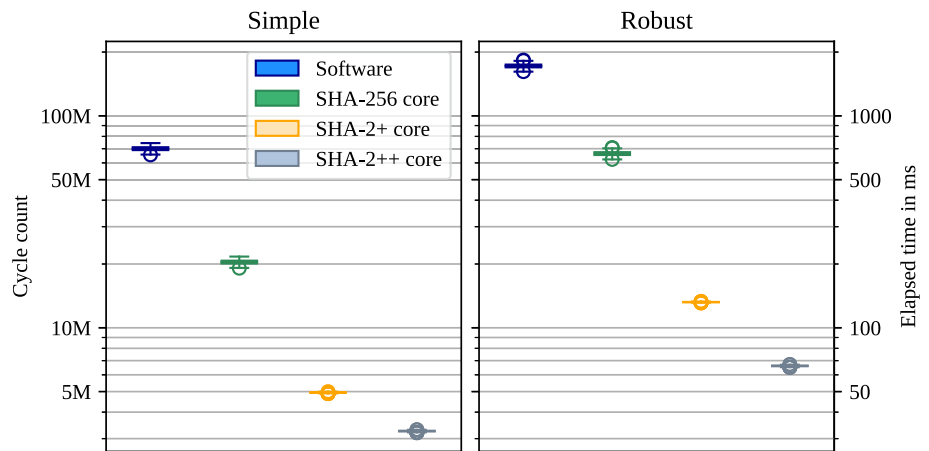 Simple
Robust
Software
SHA-256 core
SHA-2+ core
SHA-2++ core
Cycle count
100M
50M
10M
5M
1000
500
100
50
Elapsed time in ms